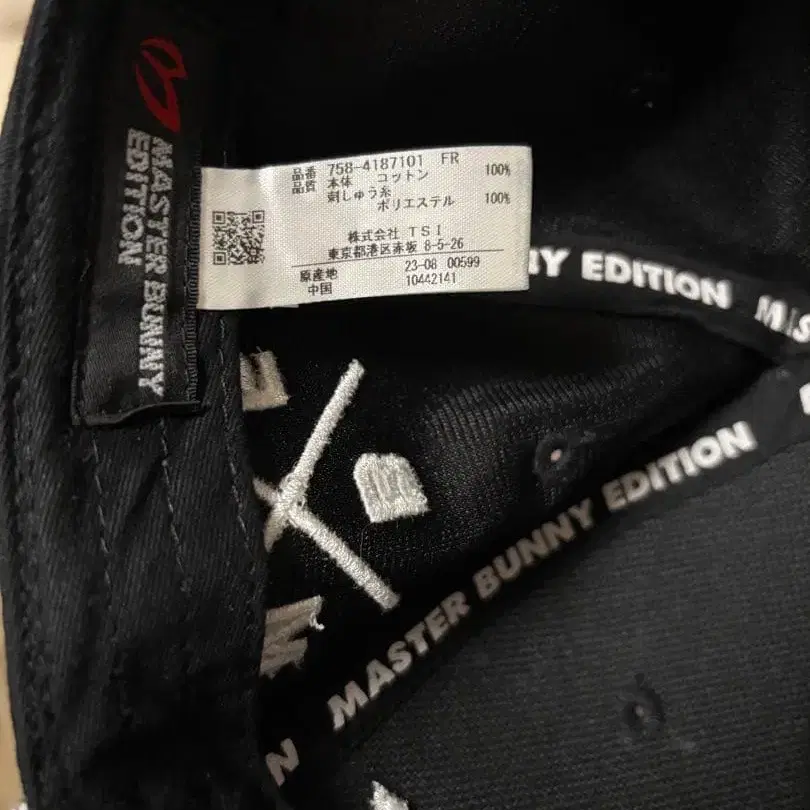 MASTER BUNNY
EDITION
品番 758-4187101 FR
品質 本体 コットン 100%
刺しゅう糸
ポリエステル 100%
株式会社 TSI
東京都港区赤坂 8-5-26
原産地 23-08 00599
中国 10442141
NY EDITION MAS
MASTER BUNNY EDITION
N